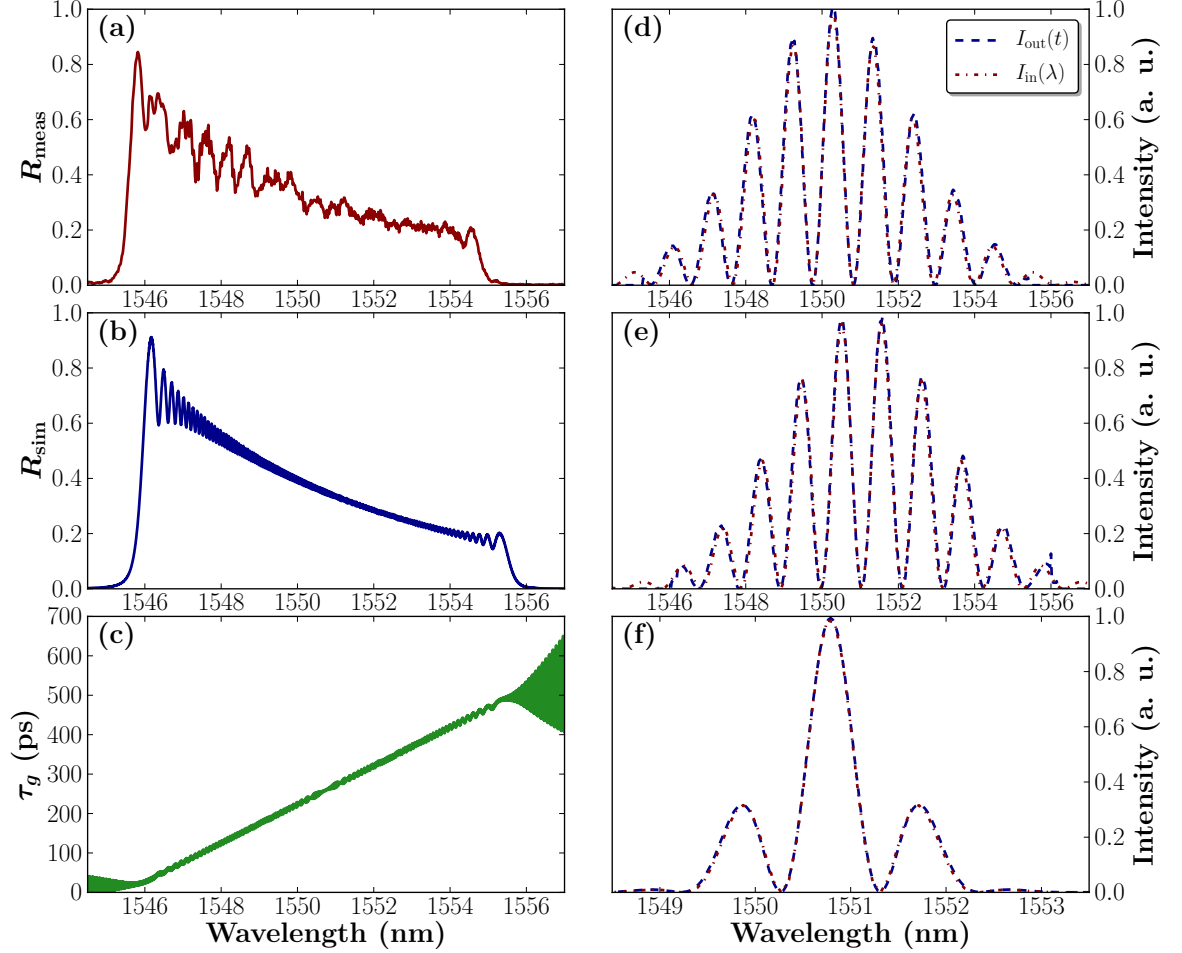 (a)
R_meas
1.0
0.8
0.6
0.4
0.2
0.0
1546 1548 1550 1552 1554 1556
(b)
R_sim
1.0
0.8
0.6
0.4
0.2
0.0
1546 1548 1550 1552 1554 1556
(c)
τ_g (ps)
700
600
500
400
300
200
100
0
1546 1548 1550 1552 1554 1556
Wavelength (nm)
(d)
I_out(t)
I_in(λ)
1.0
0.8
0.6
0.4
0.2
0.0
Intensity (a. u.)
1546 1548 1550 1552 1554 1556
(e)
1.0
0.8
0.6
0.4
0.2
0.0
Intensity (a. u.)
1546 1548 1550 1552 1554 1556
(f)
1.0
0.8
0.6
0.4
0.2
0.0
Intensity (a. u.)
1549 1550 1551 1552 1553
Wavelength (nm)